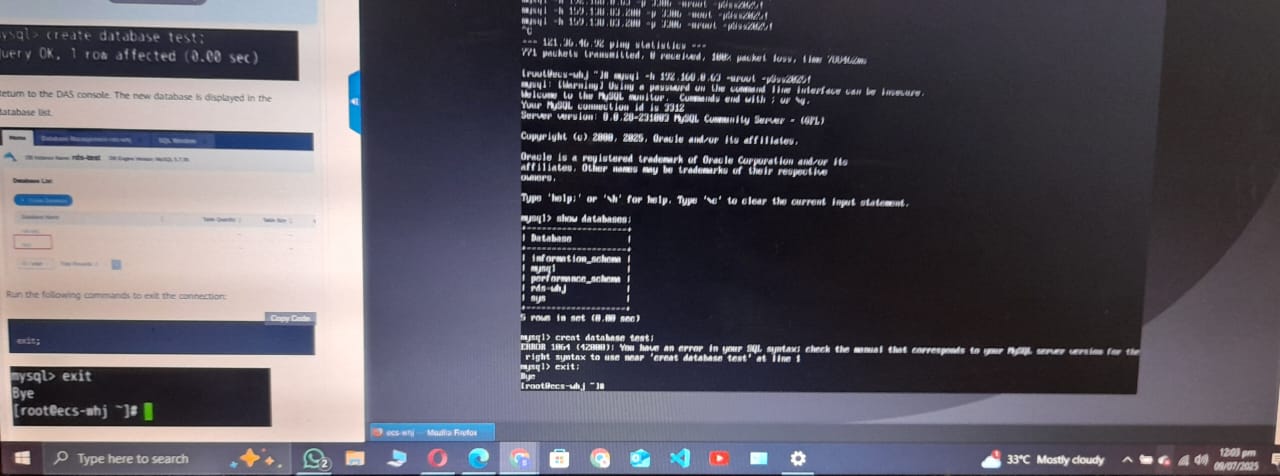 mysql> create database test;
Query OK, 1 row affected (0.00 sec)
Return to the DAS console. The new database is displayed in the
database list.
Home
Database Management-rds-whj
SQL Window
DB Instance Name: rds-test DB Engine Version: MySQL 5.7.38
Database List
Database Name
Table Quantity
Table Size
Run the following commands to exit the connection:
Copy Code
exit;
mysql> exit
Bye
[root@ecs-whj ~]#
mysql -h 192.168.0.63 -p 3306 -uroot -p
mysql -h 159.138.83.200 -p 3306 -uroot -p
mysql -h 159.138.83.200 -p 3306 -uroot -p
^C
--- 121.36.46.92 ping statistics ---
771 packets transmitted, 0 received, 100% packet loss, time
[root@ecs-whj ~]# mysql -h 192.168.0.63 -uroot
mysql: [Warning] Using a password on the command line interface can be insecure.
Welcome to the MySQL monitor. Commands end with ; or \g.
Your MySQL connection id is 3312
Server version: 8.0.28-231003 MySQL Community Server - (GPL)
Copyright (c) 2000, 2025, Oracle and/or its affiliates.
Oracle is a registered trademark of Oracle Corporation and/or its
affiliates. Other names may be trademarks of their respective
owners.
Type 'help;' or '\h' for help. Type '\c' to clear the current input statement.
mysql> show databases;
+--------------------+
| Database           |
+--------------------+
| information_schema |
| mysql              |
| performance_schema |
| rds-whj            |
| sys                |
+--------------------+
5 rows in set (0.00 sec)
mysql> creat database test;
ERROR 1064 (42000): You have an error in your SQL syntax; check the manual that corresponds to your MySQL server version for the
right syntax to use near 'creat database test' at line 1
mysql> exit;
Bye
[root@ecs-whj ~]#
ecs-whj — Mozilla Firefox
Type here to search
2
33°C Mostly cloudy
12:03 pm
09/07/2025